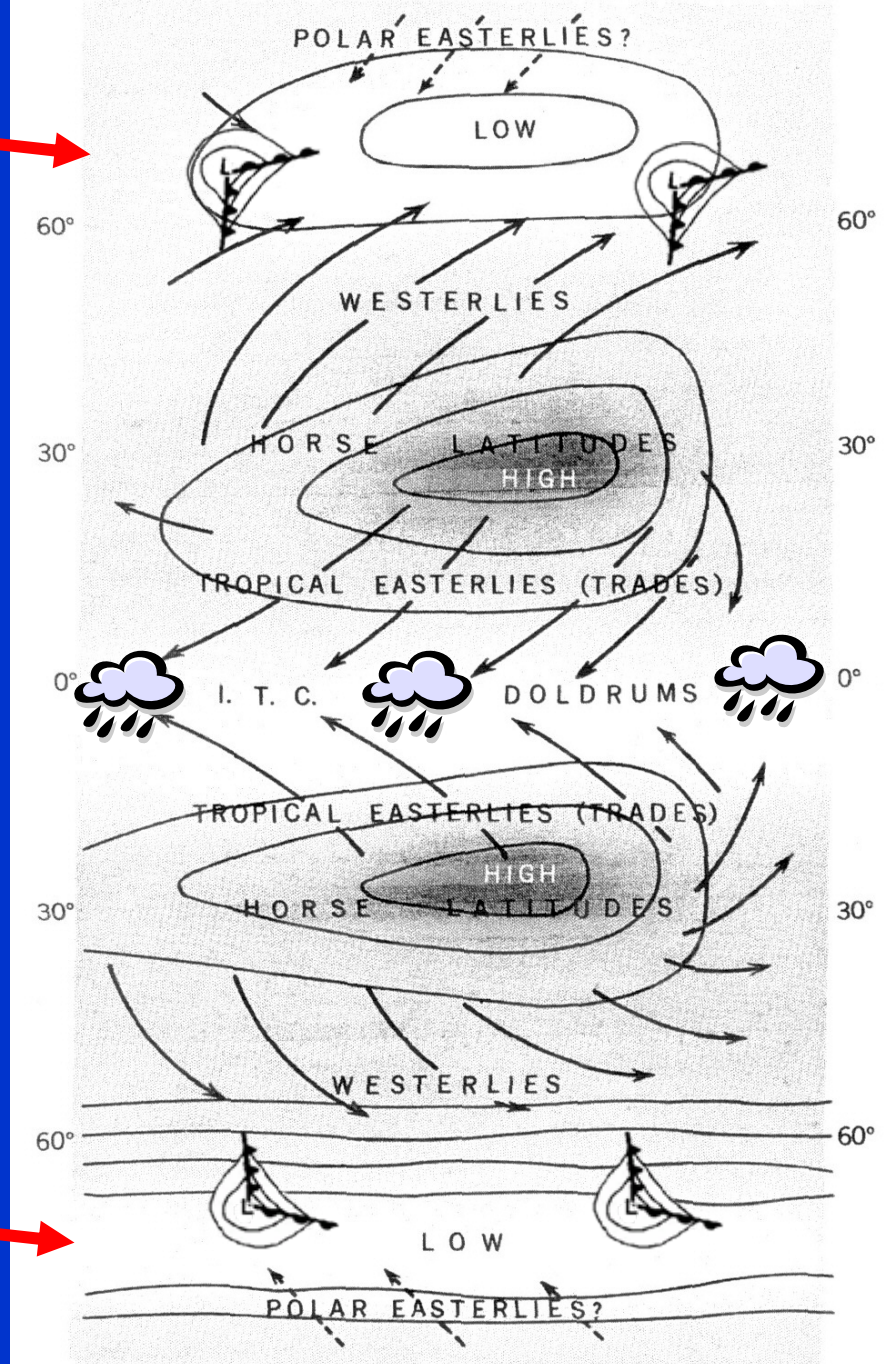 POLAR EASTERLIES?
LOW
L
L
60° 60°
WESTERLIES
30° 30°
HORSE LATITUDES
HIGH
TROPICAL EASTERLIES (TRADES)
0° 0°
I. T. C. DOLDRUMS
TROPICAL EASTERLIES (TRADES)
HIGH
30° HORSE LATITUDES 30°
WESTERLIES
60° 60°
L
L
LOW
POLAR EASTERLIES?